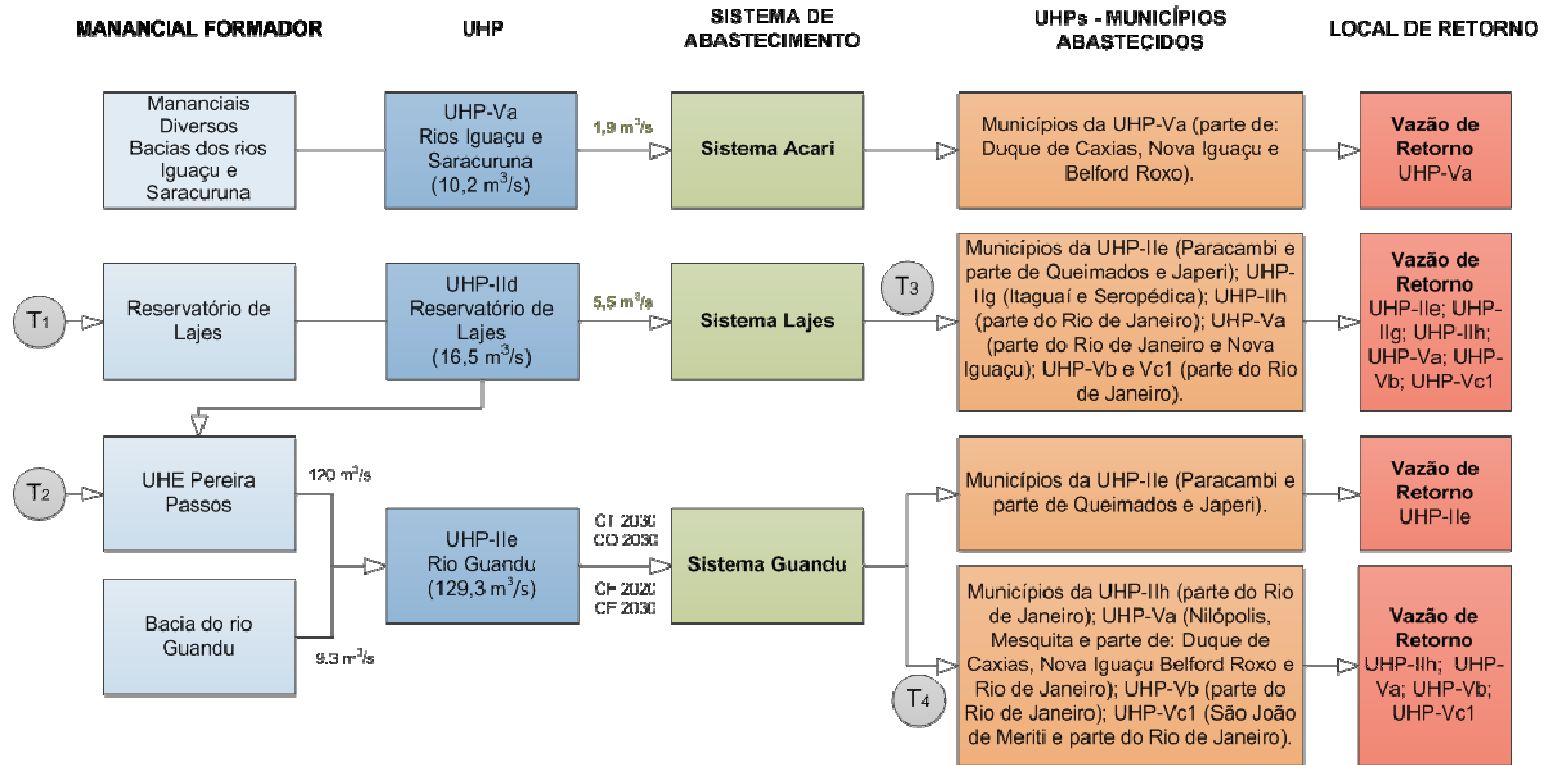 MANANCIAL FORMADOR
UHP
SISTEMA DE
ABASTECIMENTO
UHPs - MUNICÍPIOS
ABASTECIDOS
LOCAL DE RETORNO
Mananciais
Diversos
Bacias dos rios
Iguaçu e
Saracuruna
UHP-Va
Rios Iguaçu e
Saracuruna
(10,2 m³/s)
1,9 m³/s
Sistema Acari
Municípios da UHP-Va (parte de:
Duque de Caxias, Nova Iguaçu e
Belford Roxo).
Vazão de
Retorno
UHP-Va
T1
Reservatório de
Lajes
UHP-IId
Reservatório de
Lajes
(16,5 m³/s)
5,5 m³/s
Sistema Lajes
T3
Municípios da UHP-IIe (Paracambi e
parte de Queimados e Japeri); UHP-
IIg (Itaguaí e Seropédica); UHP-IIh
(parte do Rio de Janeiro); UHP-Va
(parte do Rio de Janeiro e Nova
Iguaçu); UHP-Vb e Vc1 (parte do Rio
de Janeiro).
Vazão de
Retorno
UHP-IIe; UHP-
IIg; UHP-IIh;
UHP-Va; UHP-
Vb; UHP-Vc1
T2
UHE Pereira
Passos
120 m³/s
Bacia do rio
Guandu
9.3 m³/s
UHP-IIe
Rio Guandu
(129,3 m³/s)
2030
CO 2030
2020
2030
Sistema Guandu
Municípios da UHP-IIe (Paracambi e
parte de Queimados e Japeri).
Vazão de
Retorno
UHP-IIe
T4
Municípios da UHP-IIh (parte do Rio
de Janeiro); UHP-Va (Nilópolis,
Mesquita e parte de: Duque de
Caxias, Nova Iguaçu Belford Roxo e
Rio de Janeiro); UHP-Vb (parte do
Rio de Janeiro); UHP-Vc1 (São João
de Meriti e parte do Rio de Janeiro).
Vazão de
Retorno
UHP-IIh; UHP-
Va; UHP-Vb;
UHP-Vc1